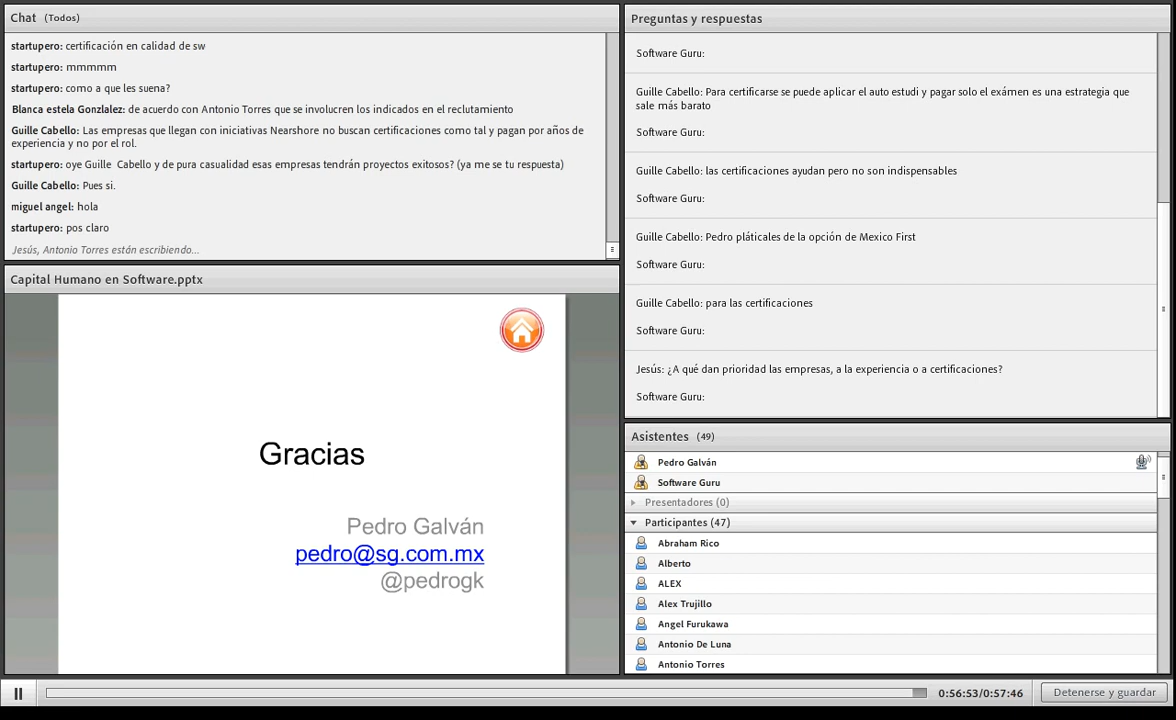 Chat (Todos)
startupero: certificación en calidad de sw
startupero: mmmmm
startupero: como a que les suena?
Blanca estela Gonzlalez: de acuerdo con Antonio Torres que se involucren los indicados en el reclutamiento
Guille Cabello: Las empresas que llegan con iniciativas Nearshore no buscan certificaciones como tal y pagan por años de
experiencia y no por el rol.
startupero: oye Guille Cabello y de pura casualidad esas empresas tendrán proyectos exitosos? (ya me se tu respuesta)
Guille Cabello: Pues si.
miguel angel: hola
startupero: pos claro
Jesús, Antonio Torres están escribiendo...
Capital Humano en Software.pptx
Gracias
Pedro Galván
pedro@sg.com.mx
@pedrogk
Preguntas y respuestas
Software Guru:
Guille Cabello: Para certificarse se puede aplicar el auto estudi y pagar solo el exámen es una estrategia que
sale más barato
Software Guru:
Guille Cabello: las certificaciones ayudan pero no son indispensables
Software Guru:
Guille Cabello: Pedro pláticales de la opción de Mexico First
Software Guru:
Guille Cabello: para las certificaciones
Software Guru:
Jesús: ¿A qué dan prioridad las empresas, a la experiencia o a certificaciones?
Software Guru:
Asistentes (49)
Pedro Galván
Software Guru
Presentadores (0)
Participantes (47)
Abraham Rico
Alberto
ALEX
Alex Trujillo
Angel Furukawa
Antonio De Luna
Antonio Torres
0:56:53/0:57:46
Detenerse y guardar